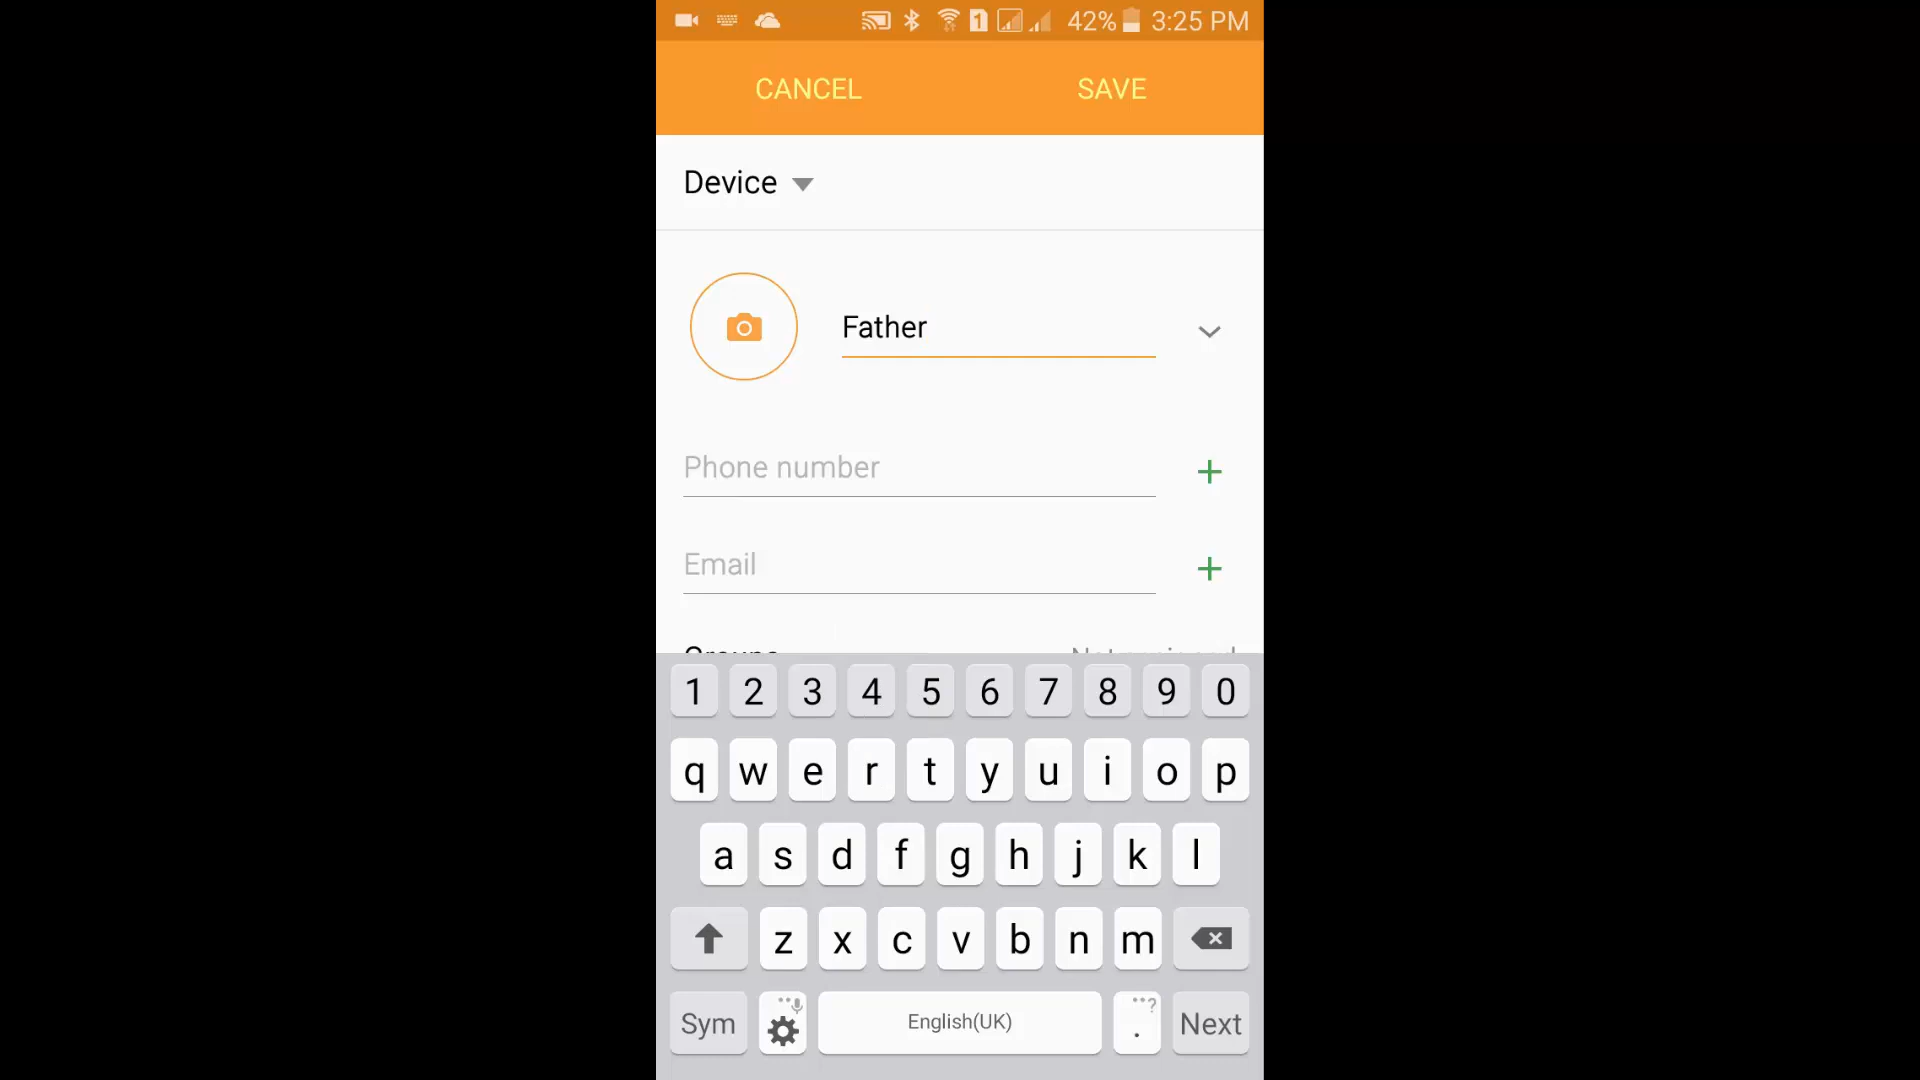 1 42% 3:25 PM
CANCEL SAVE
Device
Father
Phone number
Email
1 2 3 4 5 6 7 8 9 0
q w e r t y u i o p
a s d f g h j k l
z x c v b n m
Sym English(UK) . ? Next